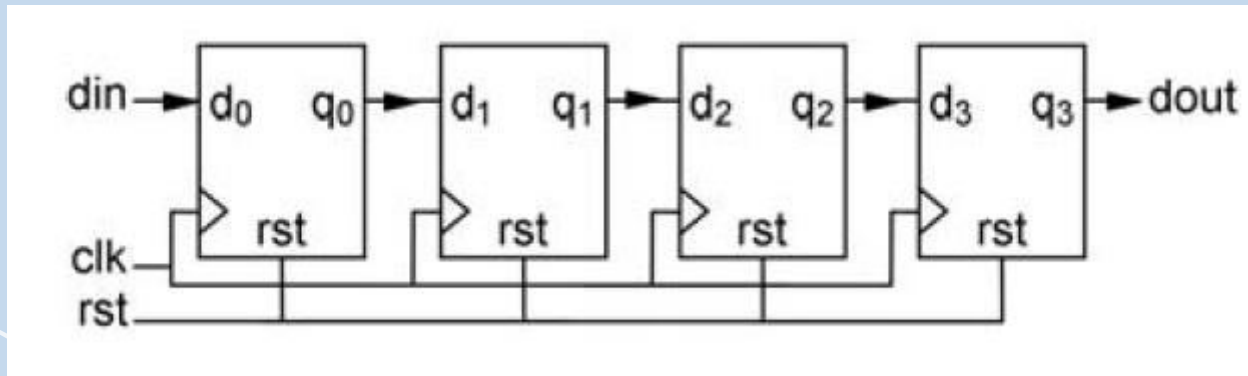 din d₀ q₀ d₁ q₁ d₂ q₂ d₃ q₃ dout
rst rst rst rst
clk
rst